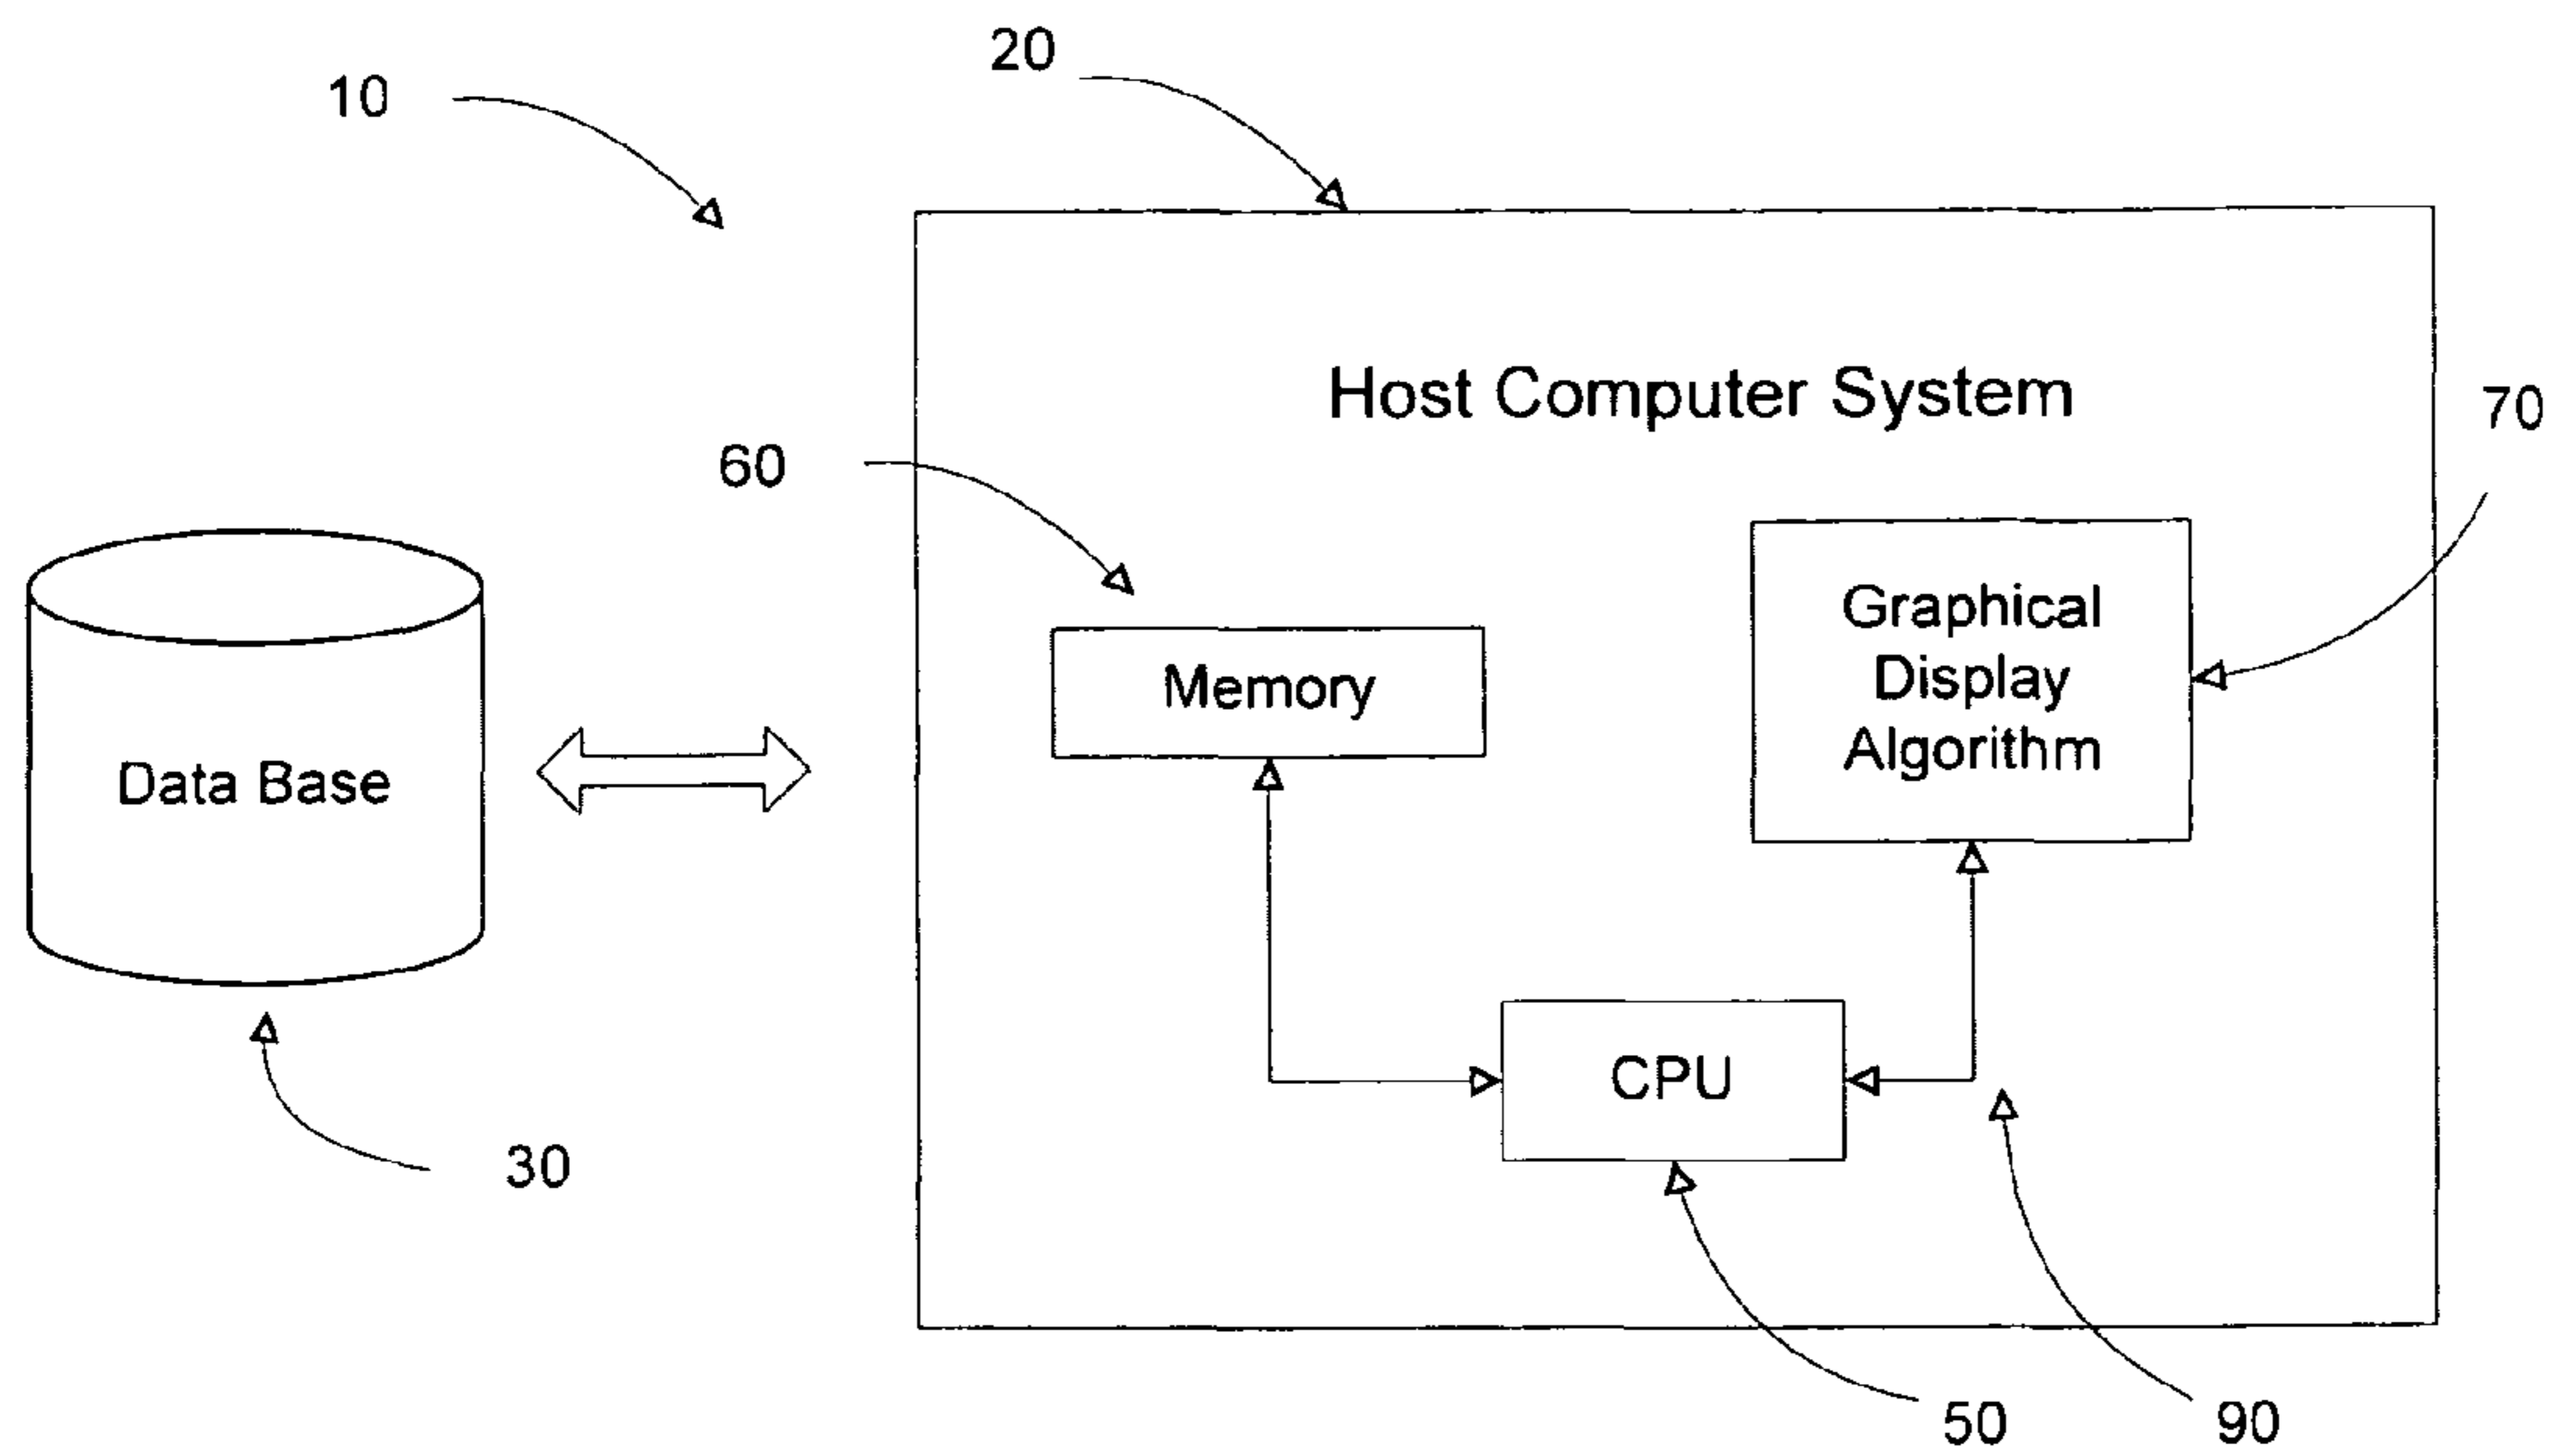 20
10
Host Computer System
70
60
Graphical
Display
Algorithm
Memory
Data Base
CPU
30
50
90